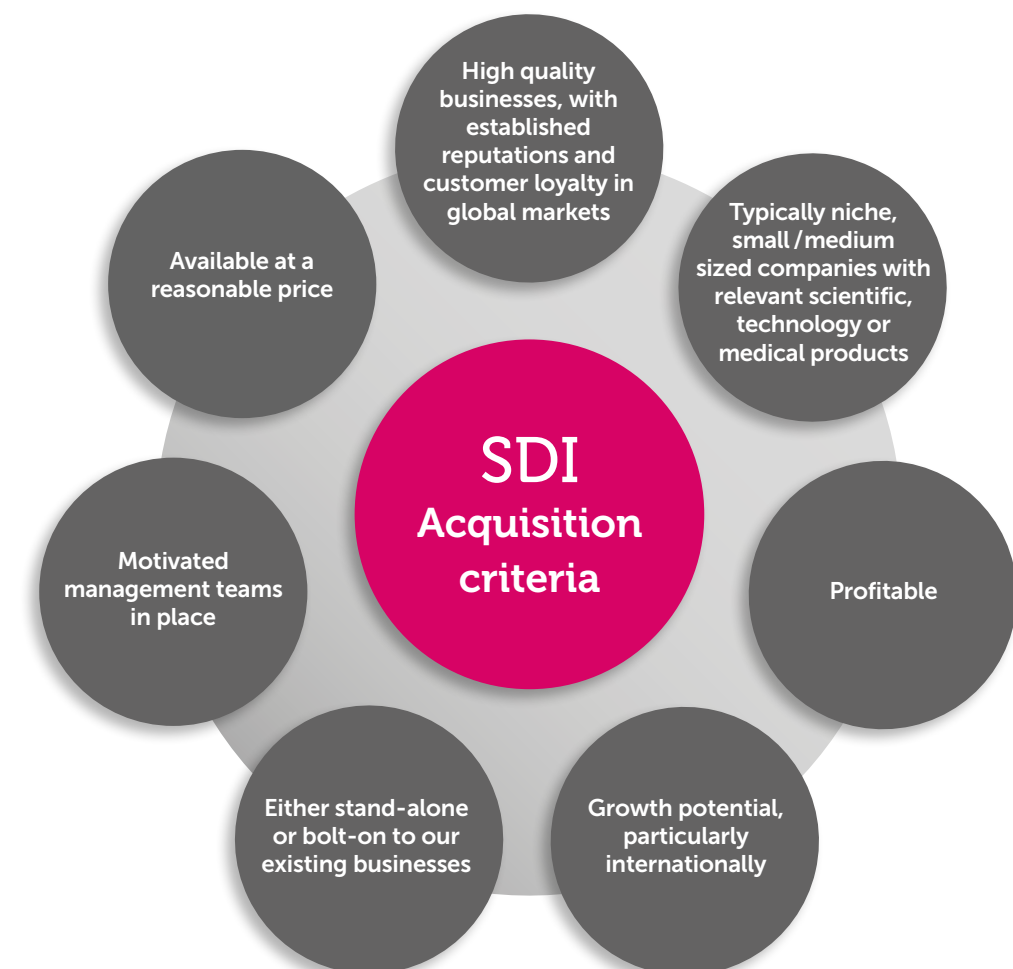 SDI
Acquisition
criteria
High quality
businesses, with
established
reputations and
customer loyalty in
global markets
Typically niche,
small/medium
sized companies with
relevant scientific,
technology or
medical products
Profitable
Growth potential,
particularly
internationally
Either stand-alone
or bolt-on to our
existing businesses
Motivated
management teams
in place
Available at a
reasonable price